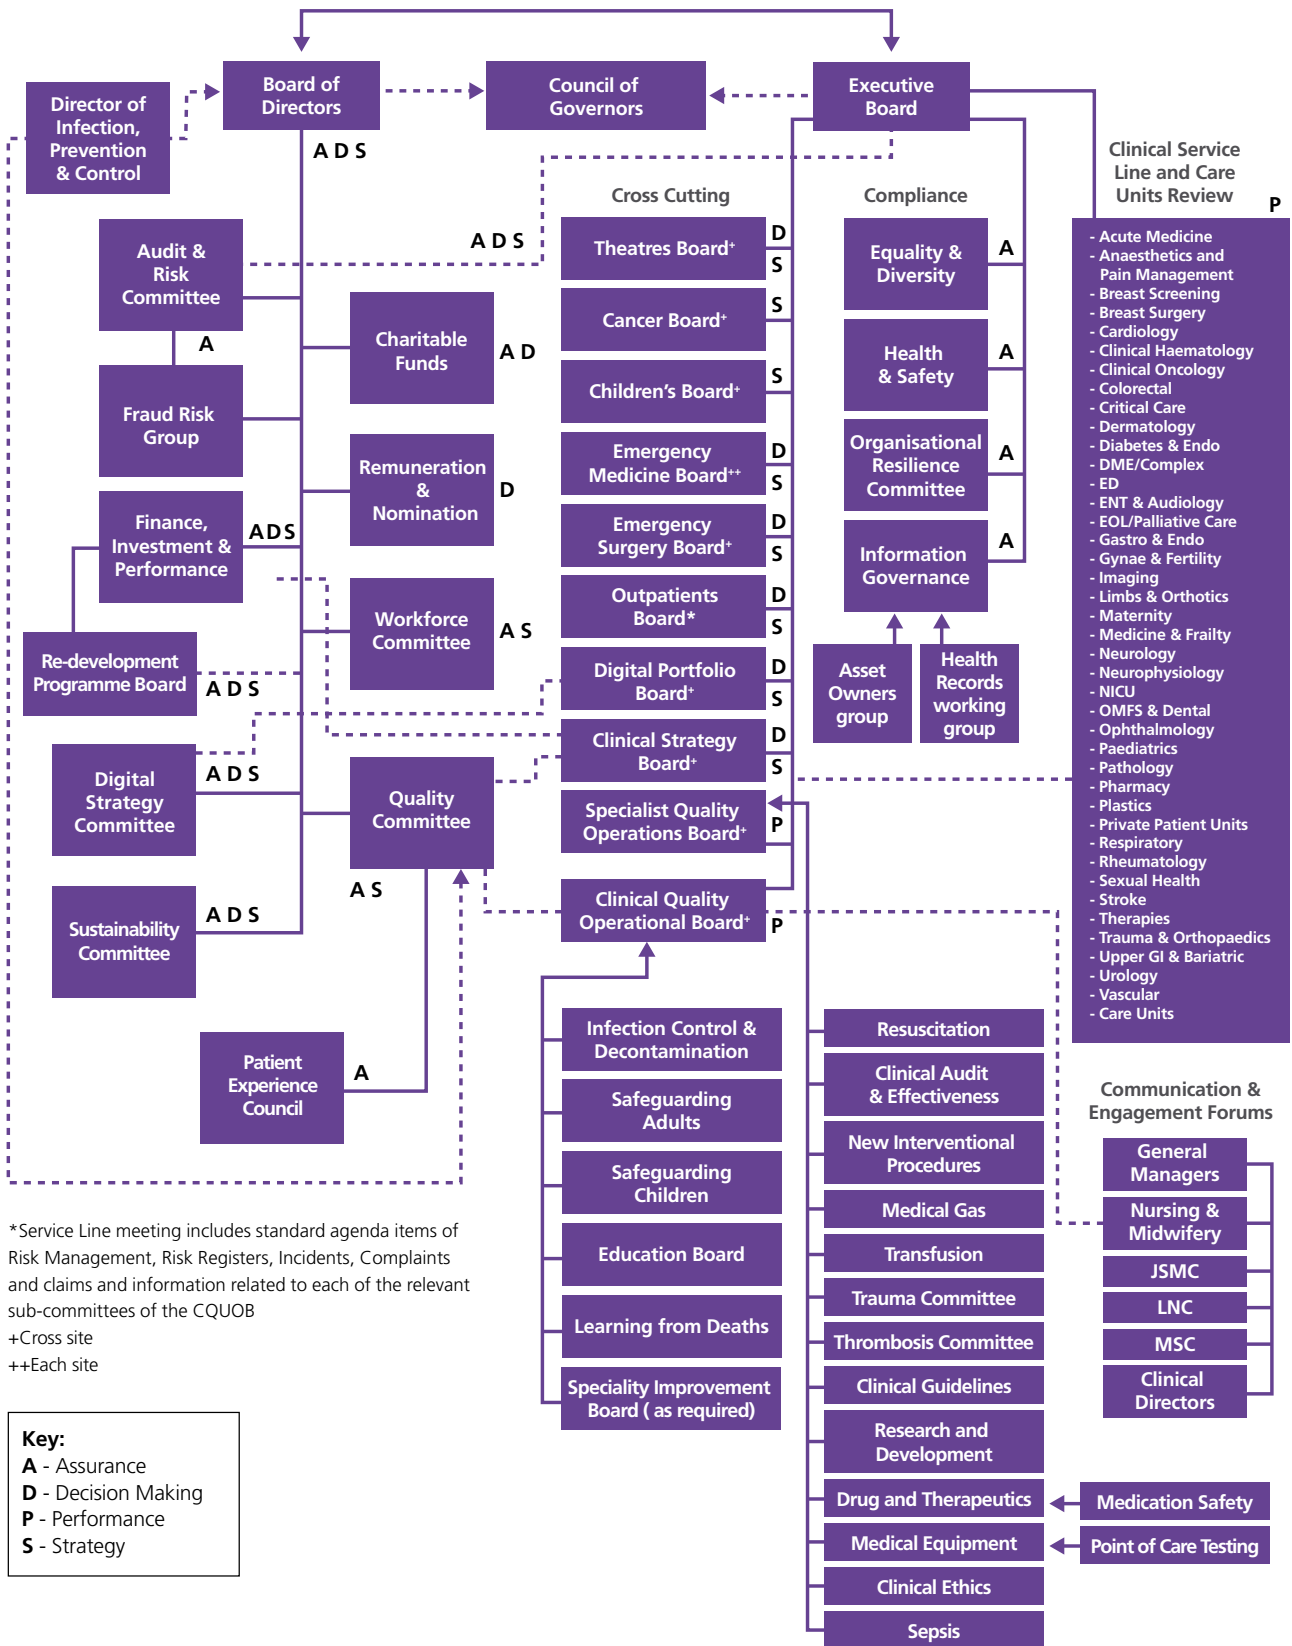 Board of
Directors
Council of
Governors
Executive
Board
Director of
Infection,
Prevention
& Control
A D S
Clinical Service
Line and Care
Units Review
P
Cross Cutting
Compliance
Audit &
Risk
Committee
A D S
A
Fraud Risk
Group
Charitable
Funds
A D
Remuneration
&
Nomination
D
Finance,
Investment &
Performance
ADS
Workforce
Committee
A S
Re-development
Programme Board
A D S
Digital
Strategy
Committee
A D S
Quality
Committee
A S
Sustainability
Committee
A D S
Patient
Experience
Council
A
Theatres Board+
D
S
Cancer Board+
S
Children's Board+
S
Emergency
Medicine Board++
D
S
Emergency
Surgery Board+
D
S
Outpatients
Board*
D
S
Digital Portfolio
Board+
D
S
Clinical Strategy
Board+
D
S
Specialist Quality
Operations Board+
P
Clinical Quality
Operational Board+
P
Equality &
Diversity
A
Health
& Safety
A
Organisational
Resilience
Committee
A
Information
Governance
A
Asset
Owners
group
Health
Records
working
group
- Acute Medicine
- Anaesthetics and
Pain Management
- Breast Screening
- Breast Surgery
- Cardiology
- Clinical Haematology
- Clinical Oncology
- Colorectal
- Critical Care
- Dermatology
- Diabetes & Endo
- DME/Complex
- ED
- ENT & Audiology
- EOL/Palliative Care
- Gastro & Endo
- Gynae & Fertility
- Imaging
- Limbs & Orthotics
- Maternity
- Medicine & Frailty
- Neurology
- Neurophysiology
- NICU
- OMFS & Dental
- Ophthalmology
- Paediatrics
- Pathology
- Pharmacy
- Plastics
- Private Patient Units
- Respiratory
- Rheumatology
- Sexual Health
- Stroke
- Therapies
- Trauma & Orthopaedics
- Upper GI & Bariatric
- Urology
- Vascular
- Care Units
Infection Control &
Decontamination
Safeguarding
Adults
Safeguarding
Children
Education Board
Learning from Deaths
Speciality Improvement
Board ( as required)
Resuscitation
Clinical Audit
& Effectiveness
New Interventional
Procedures
Medical Gas
Transfusion
Trauma Committee
Thrombosis Committee
Clinical Guidelines
Research and
Development
Drug and Therapeutics
Medical Equipment
Clinical Ethics
Sepsis
Medication Safety
Point of Care Testing
Communication &
Engagement Forums
General
Managers
Nursing &
Midwifery
JSMC
LNC
MSC
Clinical
Directors
*Service Line meeting includes standard agenda items of
Risk Management, Risk Registers, Incidents, Complaints
and claims and information related to each of the relevant
sub-committees of the CQUOB
+Cross site
++Each site
Key:
A - Assurance
D - Decision Making
P - Performance
S - Strategy